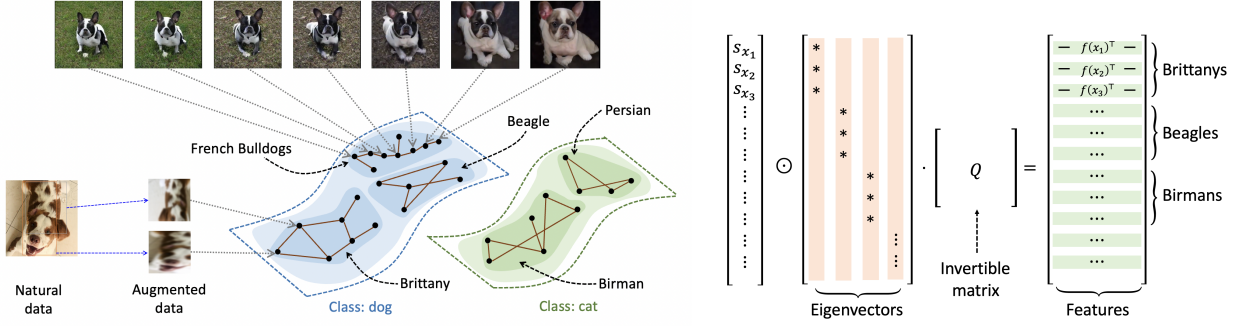 French Bulldogs
Beagle
Persian
Natural
data
Augmented
data
Brittany
Birman
Class: dog
Class: cat
S_{x_1}
S_{x_2}
S_{x_3}
⋮
⋮
⋮
⋮
* 
*
*
*
*
*
*
*
*
⋮
⋮
⊙
·
Q
=
— f(x_1)^⊤ —
— f(x_2)^⊤ —
— f(x_3)^⊤ —
...
...
...
...
...
...
...
...
Brittanys
Beagles
Birmans
Eigenvectors
Invertible
matrix
Features